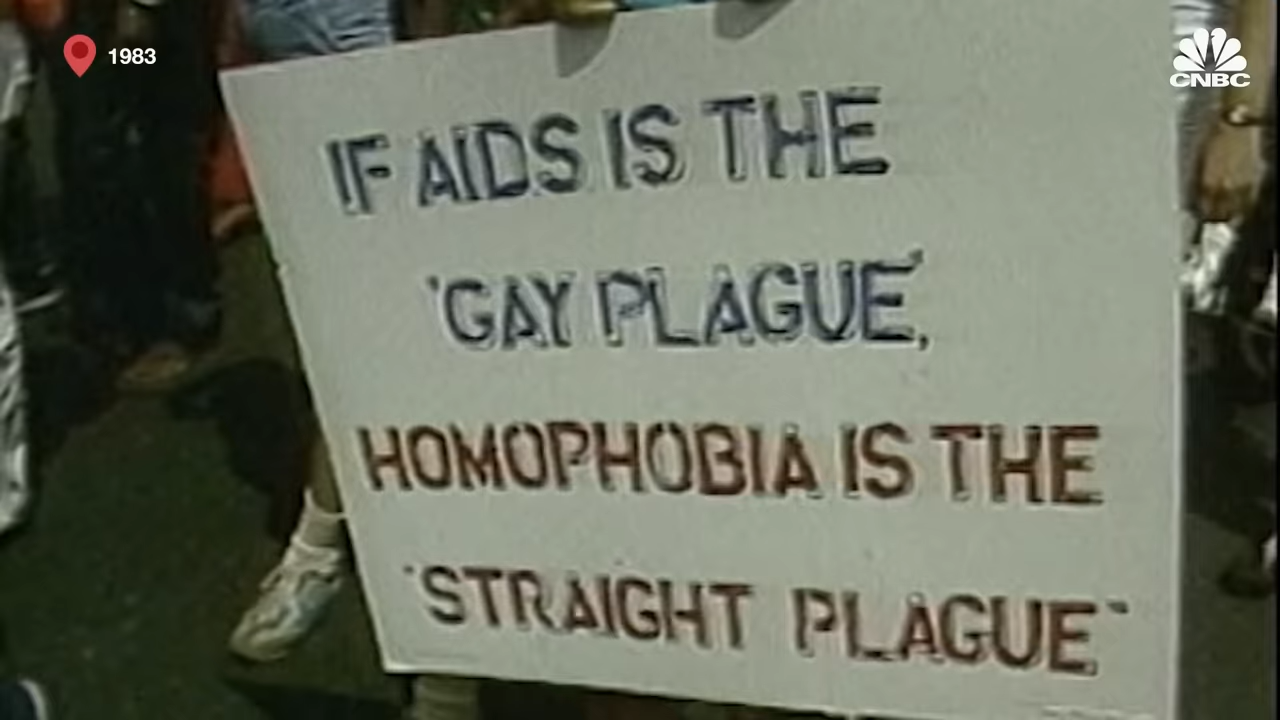 1983
CNBC
IF AIDS IS THE
'GAY PLAGUE',
HOMOPHOBIA IS THE
"STRAIGHT PLAGUE"